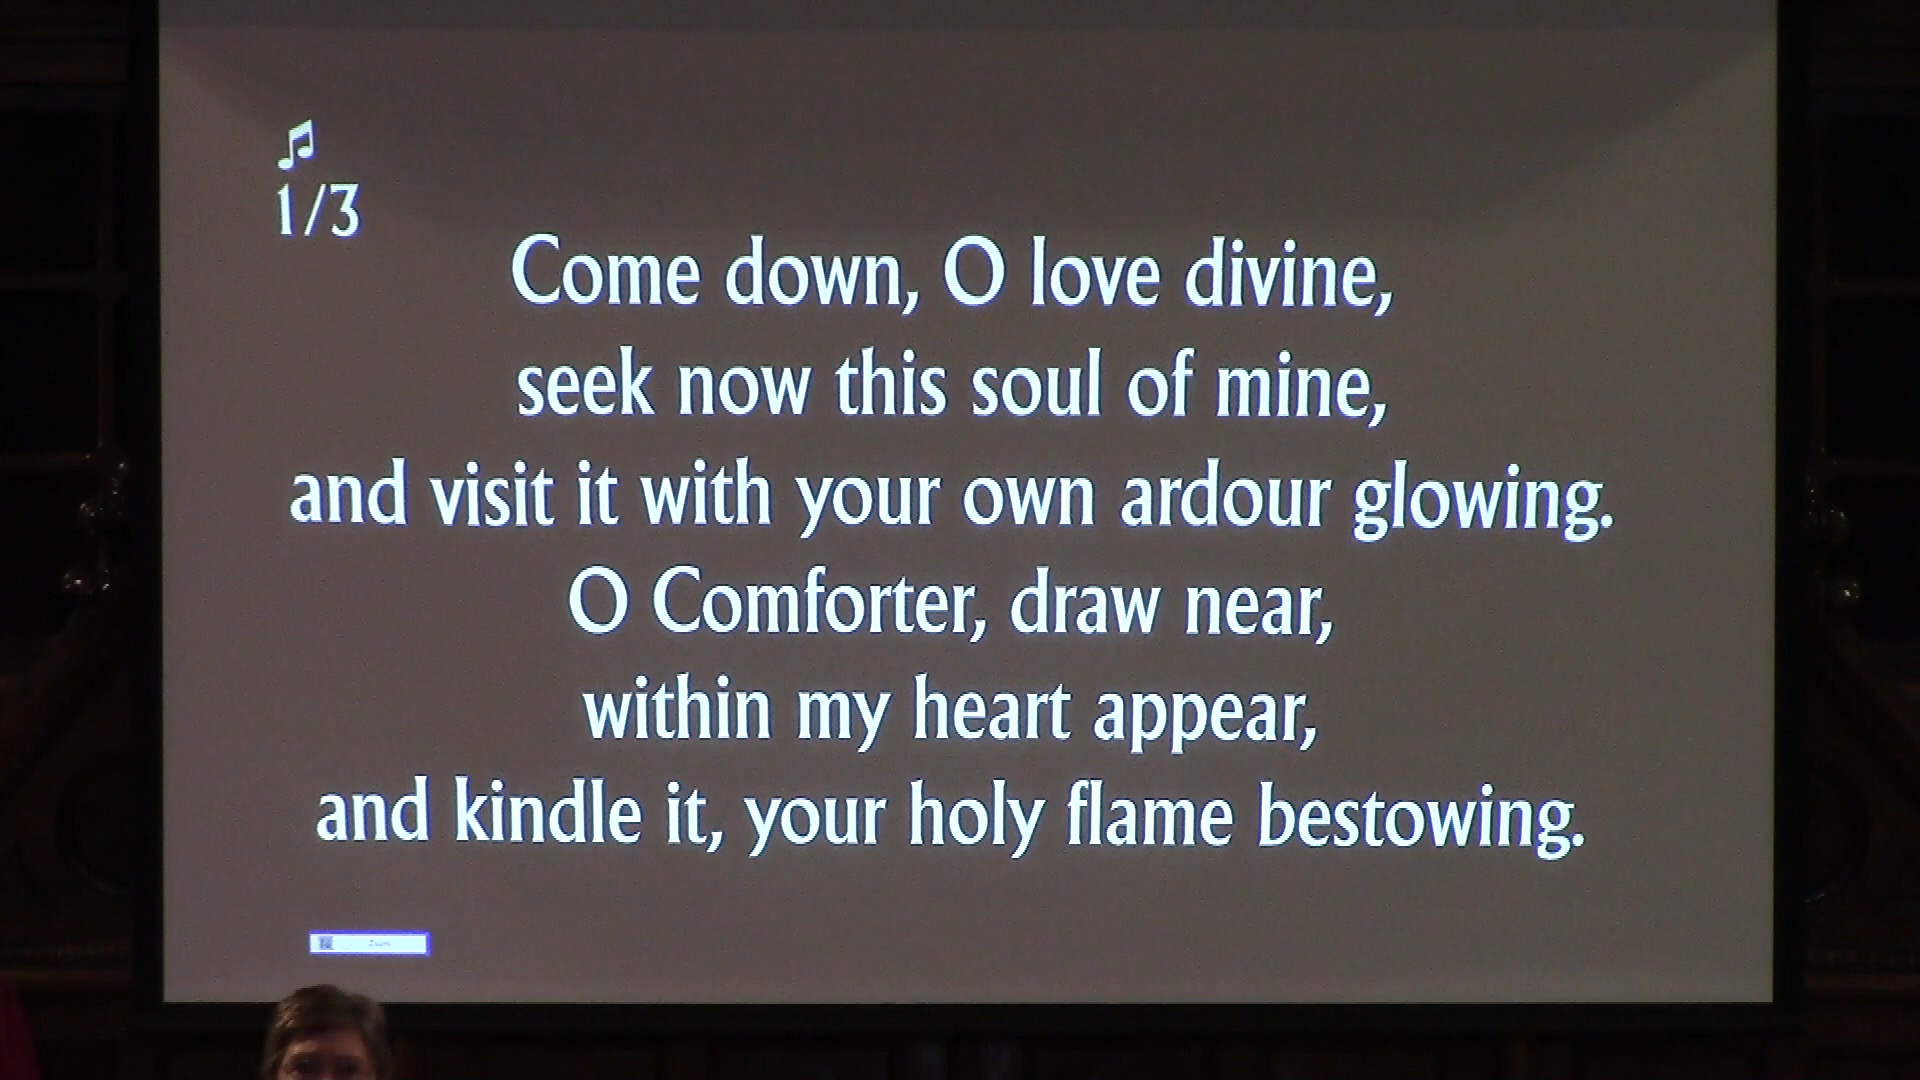 1/3
Come down, O love divine,
seek now this soul of mine,
and visit it with your own ardour glowing.
O Comforter, draw near,
within my heart appear,
and kindle it, your holy flame bestowing.